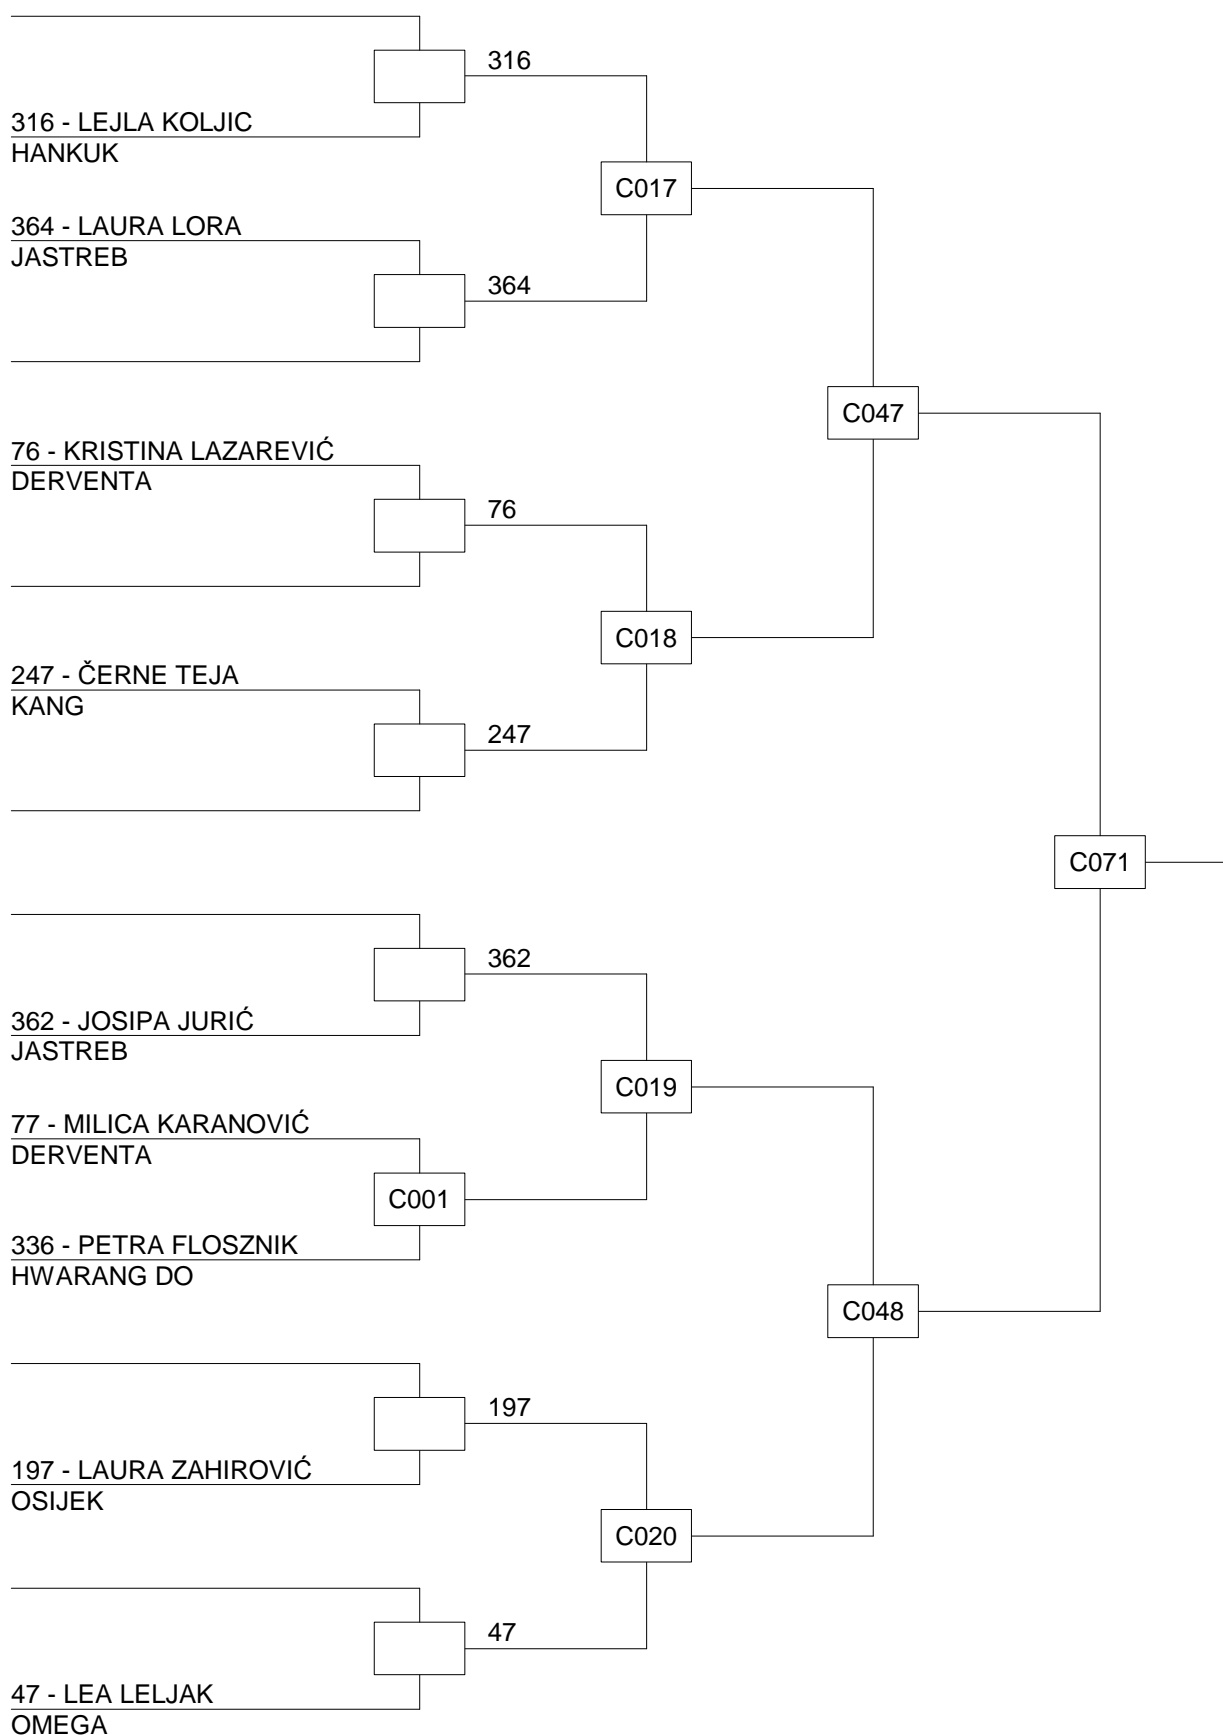 316
316 - LEJLA KOLJIC
HANKUK
C017
364 - LAURA LORA
JASTREB
364
C047
76 - KRISTINA LAZAREVIĆ
DERVENTA
76
C018
247 - ČERNE TEJA
KANG
247
C071
362
362 - JOSIPA JURIĆ
JASTREB
C019
77 - MILICA KARANOVIĆ
DERVENTA
C001
336 - PETRA FLOSZNIK
HWARANG DO
C048
197
197 - LAURA ZAHIROVIĆ
OSIJEK
C020
47
47 - LEA LELJAK
OMEGA